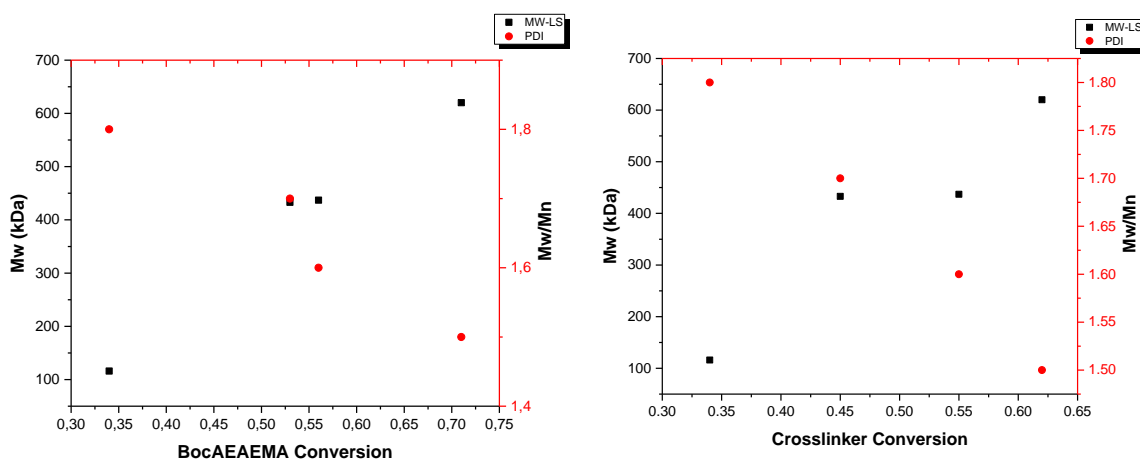 MW-LS
PDI
700
600
500
400
300
200
100
Mw (kDa)
1,8
1,6
1,4
Mw/Mn
0,30 0,35 0,40 0,45 0,50 0,55 0,60 0,65 0,70 0,75
BocAEAEMA Conversion
MW-LS
PDI
700
600
500
400
300
200
100
Mw (kDa)
1.80
1.75
1.70
1.65
1.60
1.55
1.50
Mw/Mn
0.30 0.35 0.40 0.45 0.50 0.55 0.60 0.65
Crosslinker Conversion